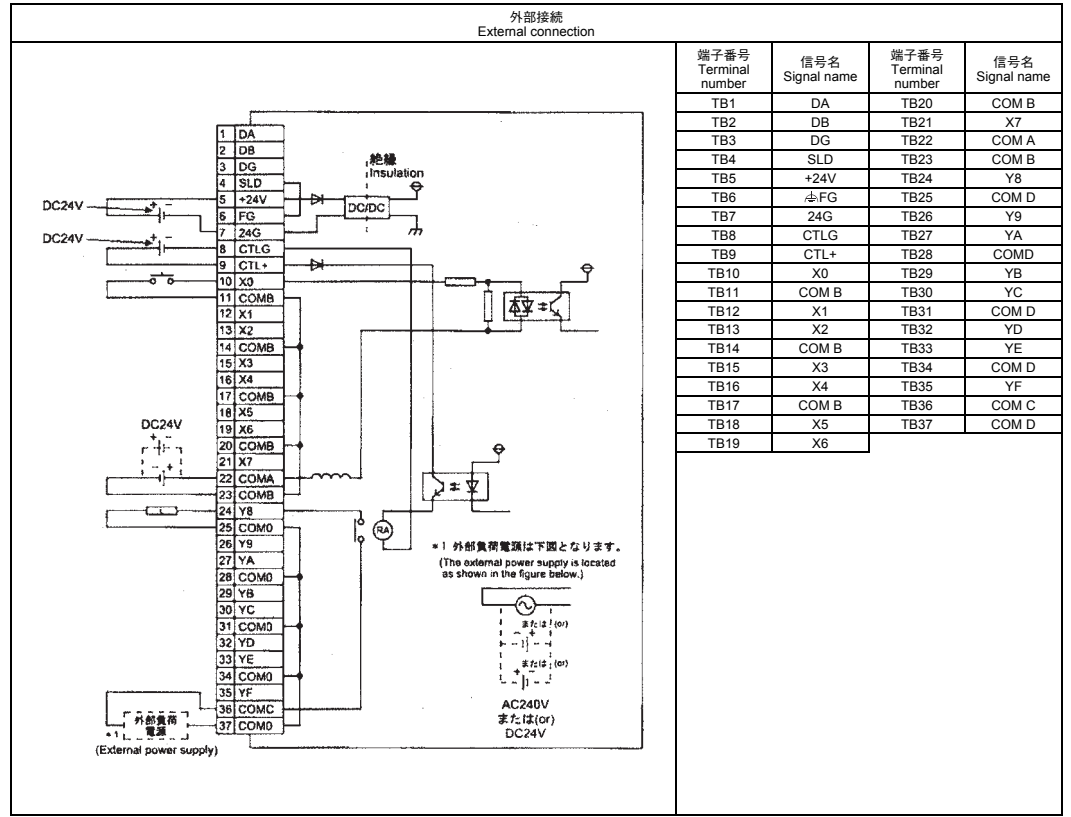 外部接続
External connection
DC24V
DC24V
DC24V
1 DA
2 DB
3 DG
4 SLD
5 +24V
6 FG
7 24G
8 CTLG
9 CTL+
10 X0
11 COMB
12 X1
13 X2
14 COMB
15 X3
16 X4
17 COMB
18 X5
19 X6
20 COMB
21 X7
22 COMA
23 COMB
24 Y8
25 COM0
26 Y9
27 YA
28 COM0
29 YB
30 YC
31 COM0
32 YD
33 YE
34 COM0
35 YF
36 COMC
37 COM0
絶縁
Insulation
DC/DC
L
RA
*1
外部負荷
電源
(External power supply)
*1 外部負荷電源は下図となります。
(The external power supply is located
as shown in the figure below.)
または (or)
または (or)
AC240V
または(or)
DC24V
端子番号 信号名 端子番号 信号名
Terminal number Signal name Terminal number Signal name
TB1 DA TB20 COM B
TB2 DB TB21 X7
TB3 DG TB22 COM A
TB4 SLD TB23 COM B
TB5 +24V TB24 Y8
TB6 FG TB25 COM D
TB7 24G TB26 Y9
TB8 CTLG TB27 YA
TB9 CTL+ TB28 COMD
TB10 X0 TB29 YB
TB11 COM B TB30 YC
TB12 X1 TB31 COM D
TB13 X2 TB32 YD
TB14 COM B TB33 YE
TB15 X3 TB34 COM D
TB16 X4 TB35 YF
TB17 COM B TB36 COM C
TB18 X5 TB37 COM D
TB19 X6